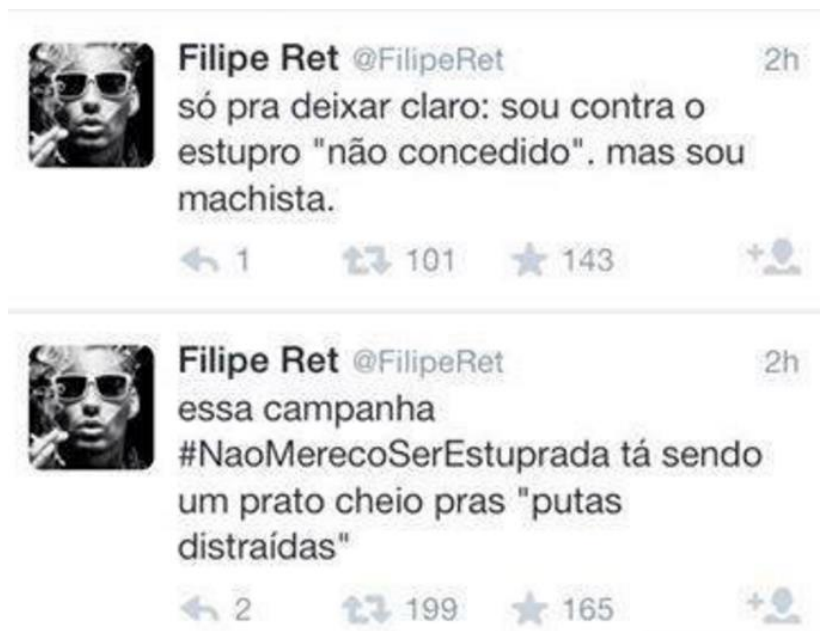 Filipe Ret @FilipeRet 2h
só pra deixar claro: sou contra o
estupro "não concedido". mas sou
machista.
1 101 143
Filipe Ret @FilipeRet 2h
essa campanha
#NaoMerecoSerEstuprada tá sendo
um prato cheio pras "putas
distraídas"
2 199 165